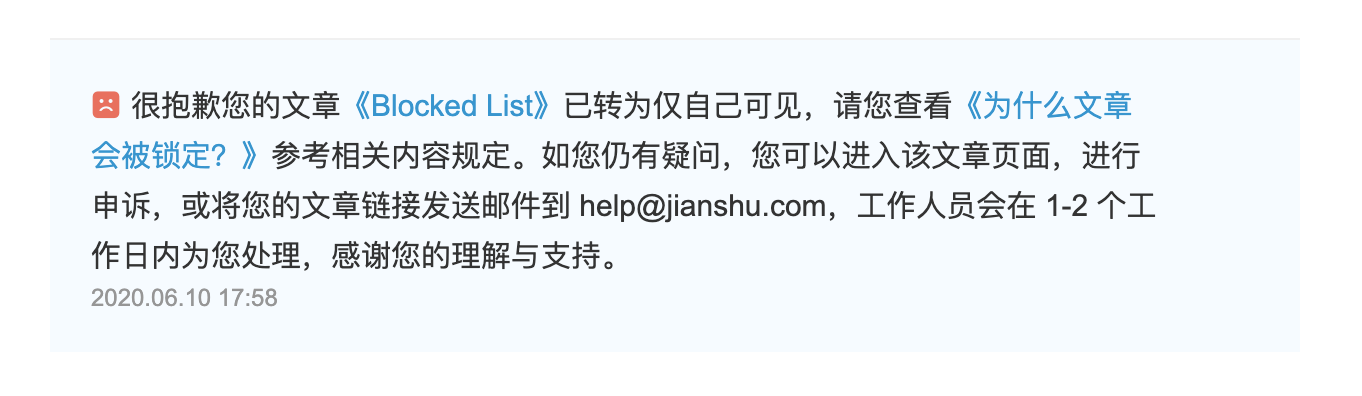 很抱歉您的文章《Blocked List》已转为仅自己可见，请您查看《为什么文章
会被锁定？》参考相关内容规定。如您仍有疑问，您可以进入该文章页面，进行
申诉，或将您的文章链接发送邮件到 help@jianshu.com，工作人员会在 1-2 个工
作日内为您处理，感谢您的理解与支持。
2020.06.10 17:58